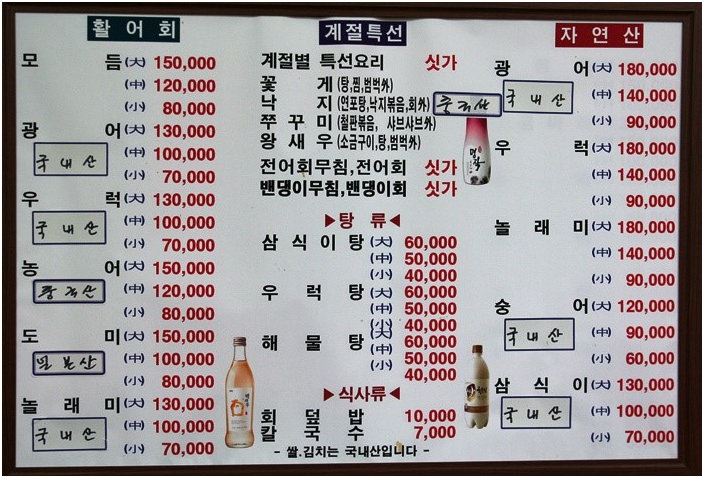 활어회
모듬(大) 150,000
(中) 120,000
(小) 80,000
광어(大) 130,000
국내산 (中) 100,000
(小) 70,000
우럭(大) 130,000
국내산 (中) 100,000
(小) 70,000
농어(大) 150,000
중국산 (中) 120,000
(小) 80,000
도미(大) 150,000
일본산 (中) 100,000
(小) 80,000
놀래미(大) 130,000
국내산 (中) 100,000
(小) 70,000
계절특선
계절별 특선요리 싯가
꽃게(탕,찜,범벅外)
낙지(연포탕,낙지볶음,회外) 중국산
쭈꾸미(철판볶음, 샤브샤브外)
왕새우(소금구이,탕,범벅外)
전어회무침,전어회 싯가
밴댕이무침,밴댕이회 싯가
▶탕류◀
삼식이탕(大) 60,000
(中) 50,000
(小) 40,000
우럭탕(大) 60,000
(中) 50,000
(小) 40,000
해물탕(大) 60,000
(中) 50,000
(小) 40,000
▶식사류◀
회덮밥 10,000
칼국수 7,000
- 쌀.김치는 국내산입니다 -
자연산
광어(大) 180,000
국내산 (中) 140,000
(小) 90,000
우럭(大) 180,000
(中) 140,000
(小) 90,000
놀래미(大) 180,000
(中) 140,000
(小) 90,000
숭어(大) 120,000
국내산 (中) 90,000
(小) 60,000
삼식이(大) 130,000
국내산 (中) 100,000
(小) 70,000